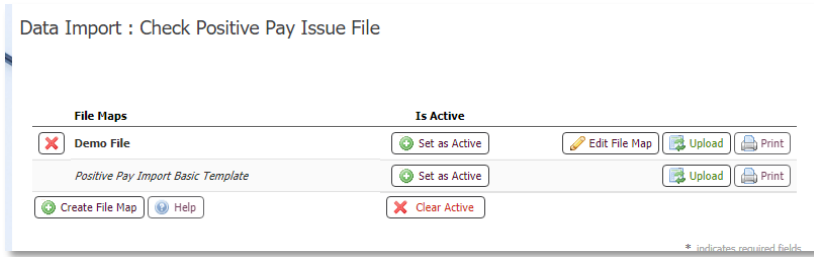 Data Import : Check Positive Pay Issue File
File Maps Is Active
Demo File Set as Active Edit File Map Upload Print
Positive Pay Import Basic Template Set as Active Upload Print
Create File Map Help Clear Active
* indicates required fields